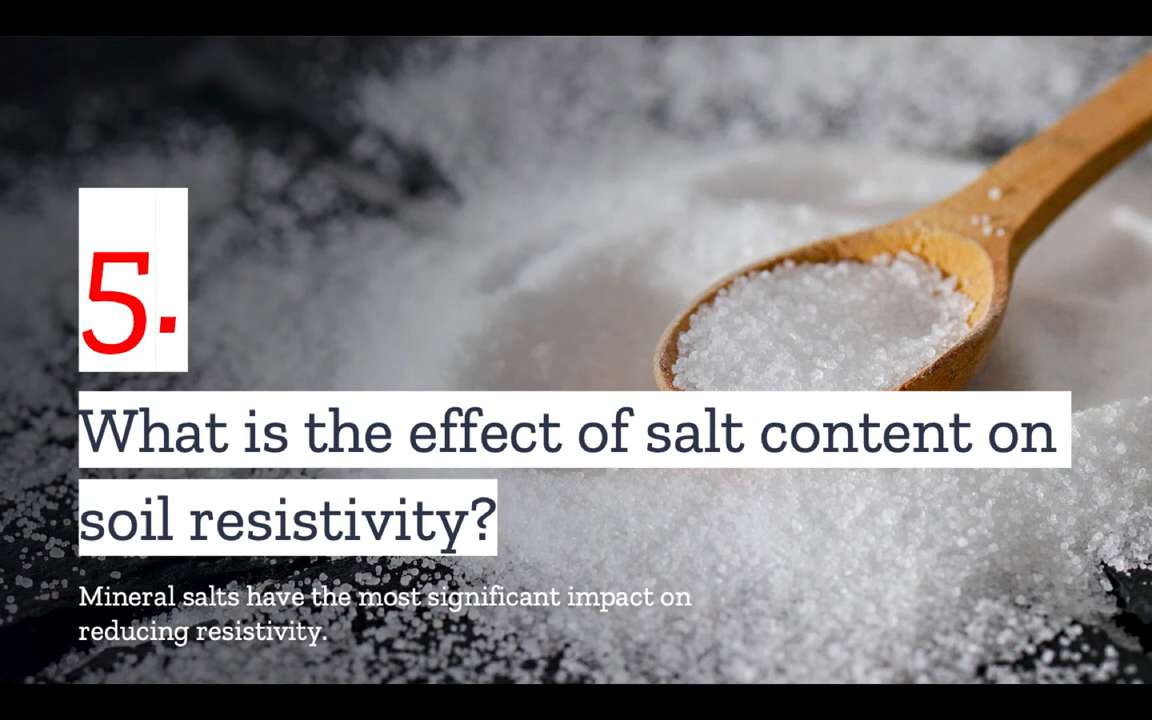 5.
What is the effect of salt content on
soil resistivity?
Mineral salts have the most significant impact on
reducing resistivity.